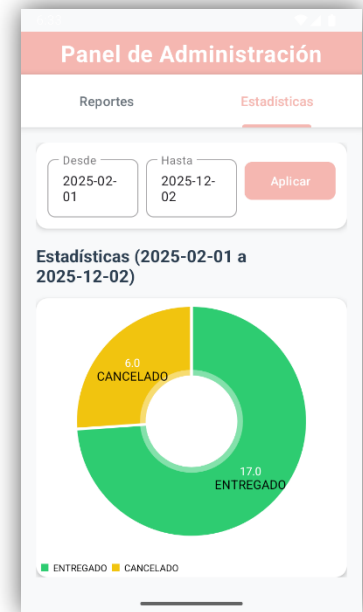 Panel de Administración
Reportes
Estadísticas
Desde
2025-02-
01
Hasta
2025-12-
02
Aplicar
Estadísticas (2025-02-01 a
2025-12-02)
6.0
CANCELADO
17.0
ENTREGADO
ENTREGADO CANCELADO